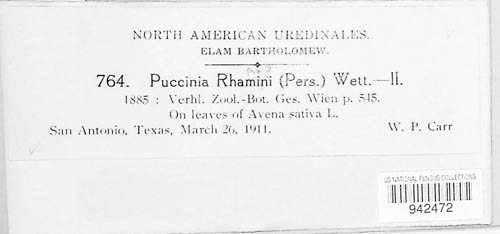 NORTH AMERICAN UREDINALES.
ELAM BARTHOLOMEW.
764. Puccinia Rhamini (Pers.) Wett.—II.
1885 : Verhl. Zool.-Bot. Ges. Wien p. 545.
On leaves of Avena sativa L.
San Antonio, Texas, March 26, 1911. W. P. Carr
US NATIONAL FUNGUS COLLECTIONS
942472